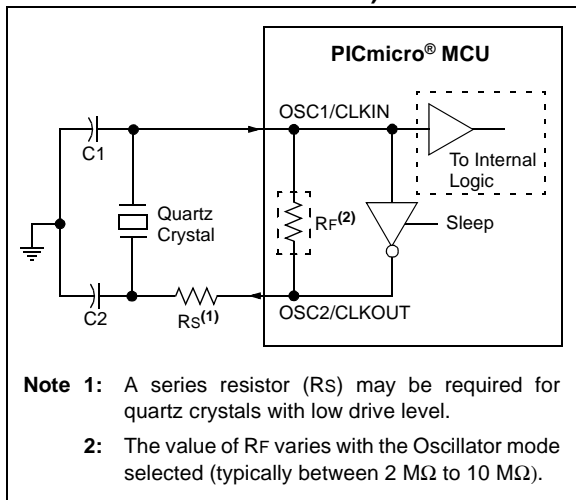 PICmicro® MCU
OSC1/CLKIN
C1
To Internal
Logic
Quartz
Crystal
RF(2)
Sleep
C2
RS(1)
OSC2/CLKOUT
Note 1: A series resistor (RS) may be required for
quartz crystals with low drive level.
2: The value of RF varies with the Oscillator mode
selected (typically between 2 MΩ to 10 MΩ).